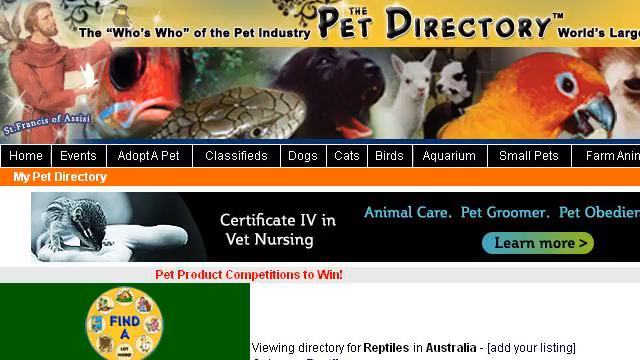 The "Who's Who" of the Pet Industry THE PET DIRECTORY™ World's Large
St.Francis of Assisi
Home Events Adopt A Pet Classifieds Dogs Cats Birds Aquarium Small Pets Farm Anim
My Pet Directory
Certificate IV in
Vet Nursing
Animal Care. Pet Groomer. Pet Obedien
Learn more >
Pet Product Competitions to Win!
FIND
A
LOT
MORE!
Viewing directory for Reptiles in Australia - [add your listing]